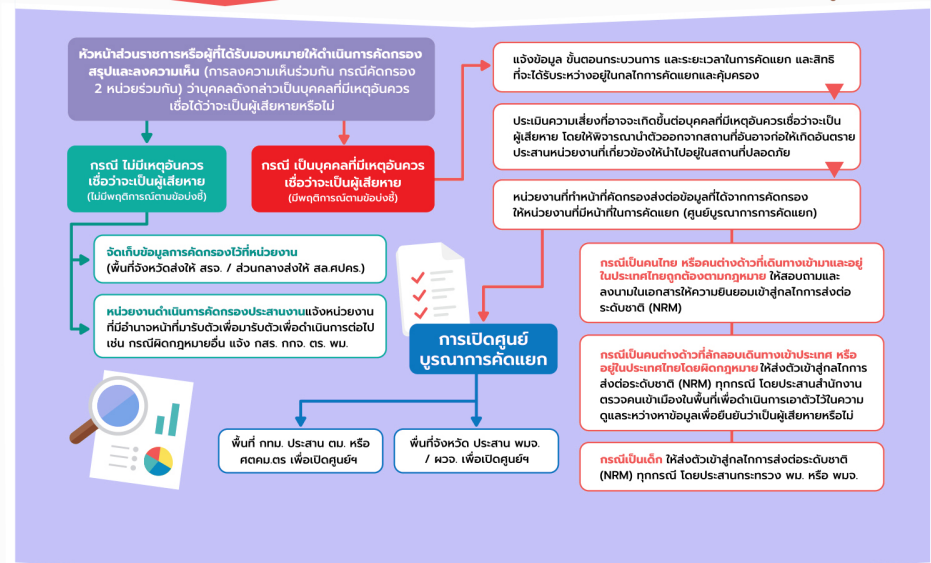 หัวหน้าส่วนราชการหรือผู้ที่ได้รับมอบหมายให้ดำเนินการคัดกรอง
สรุปและลงความเห็น (การลงความเห็นร่วมกัน กรณีคัดกรอง
2 หน่วยร่วมกัน) ว่าบุคคลดังกล่าวเป็นบุคคลที่มีเหตุอันควร
เชื่อได้ว่าจะเป็นผู้เสียหายหรือไม่
กรณี ไม่มีเหตุอันควร
เชื่อว่าจะเป็นผู้เสียหาย
(ไม่มีพฤติการณ์ตามข้อบ่งชี้)
กรณี เป็นบุคคลที่มีเหตุอันควร
เชื่อว่าจะเป็นผู้เสียหาย
(มีพฤติการณ์ตามข้อบ่งชี้)
จัดเก็บข้อมูลการคัดกรองไว้ที่หน่วยงาน
(พื้นที่จังหวัดส่งให้ สรจ. / ส่วนกลางส่งให้ สล.ศปคร.)
หน่วยงานดำเนินการคัดกรองประสานงานแจ้งหน่วยงาน
ที่มีอำนาจหน้าที่มารับตัวเพื่อมารับตัวเพื่อดำเนินการต่อไป
เช่น กรณีผิดกฎหมายอื่น แจ้ง กสร. กกจ. ตร. พม.
แจ้งข้อมูล ขั้นตอนกระบวนการ และระยะเวลาในการคัดแยก และสิทธิ
ที่จะได้รับระหว่างอยู่ในกลไกการคัดแยกและคุ้มครอง
ประเมินความเสี่ยงที่อาจจะเกิดขึ้นต่อบุคคลที่มีเหตุอันควรเชื่อว่าจะเป็น
ผู้เสียหาย โดยให้พิจารณานำตัวออกจากสถานที่อันอาจก่อให้เกิดอันตราย
ประสานหน่วยงานที่เกี่ยวข้องให้นำไปอยู่ในสถานที่ปลอดภัย
หน่วยงานที่ทำหน้าที่คัดกรองส่งต่อข้อมูลที่ได้จากการคัดกรอง
ให้หน่วยงานที่มีหน้าที่ในการคัดแยก (ศูนย์บูรณาการการคัดแยก)
การเปิดศูนย์
บูรณาการคัดแยก
พื้นที่ กทม. ประสาน ตม. หรือ
ศตคม.ตร เพื่อเปิดศูนย์ฯ
พื้นที่จังหวัด ประสาน พมจ.
/ ผวจ. เพื่อเปิดศูนย์ฯ
กรณีเป็นคนไทย หรือคนต่างด้าวที่เดินทางเข้ามาและอยู่
ในประเทศไทยถูกต้องตามกฎหมาย ให้สอบถามและ
ลงนามในเอกสารให้ความยินยอมเข้าสู่กลไกการส่งต่อ
ระดับชาติ (NRM)
กรณีเป็นคนต่างด้าวที่ลักลอบเดินทางเข้าประเทศ หรือ
อยู่ในประเทศไทยโดยผิดกฎหมาย ให้ส่งตัวเข้าสู่กลไกการ
ส่งต่อระดับชาติ (NRM) ทุกกรณี โดยประสานสำนักงาน
ตรวจคนเข้าเมืองในพื้นที่เพื่อดำเนินการเอาตัวไว้ในความ
ดูแลระหว่างหาข้อมูลเพื่อยืนยันว่าเป็นผู้เสียหายหรือไม่
กรณีเป็นเด็ก ให้ส่งตัวเข้าสู่กลไกการส่งต่อระดับชาติ
(NRM) ทุกกรณี โดยประสานกระทรวง พม. หรือ พมจ.